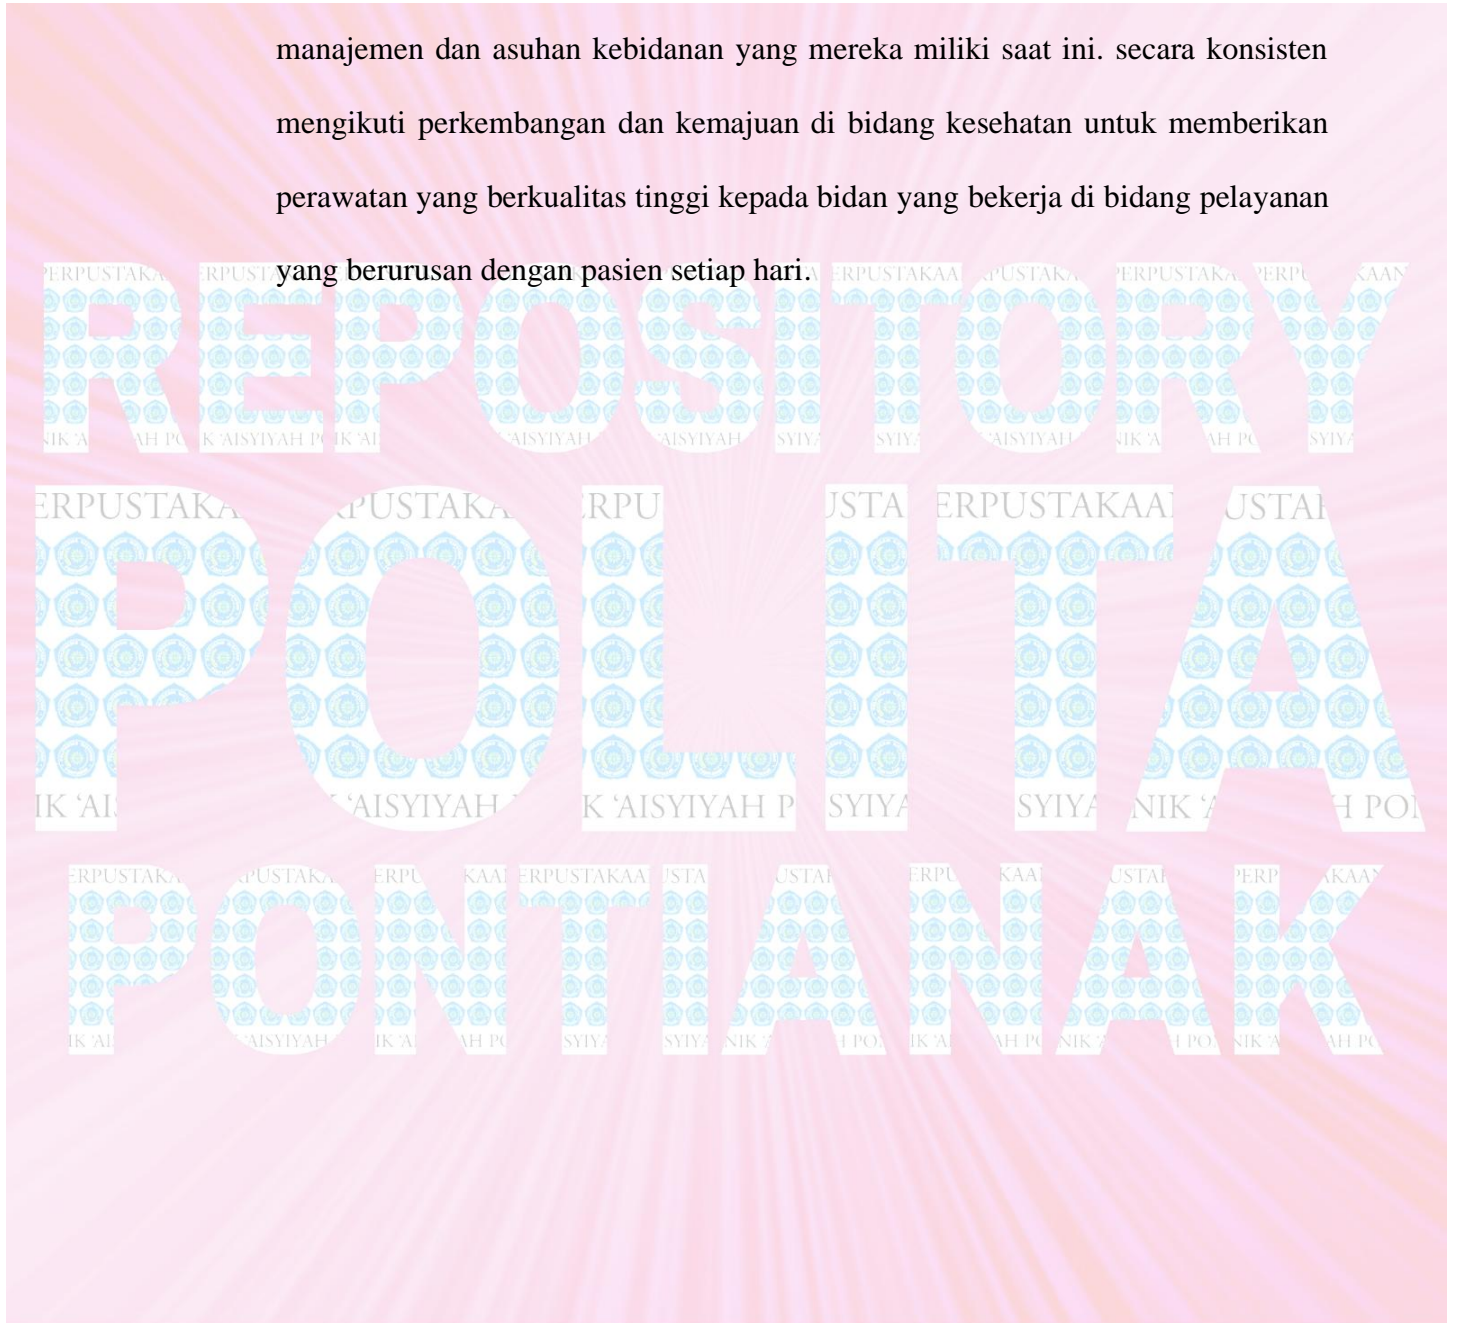 manajemen dan asuhan kebidanan yang mereka miliki saat ini. secara konsisten
mengikuti perkembangan dan kemajuan di bidang kesehatan untuk memberikan
perawatan yang berkualitas tinggi kepada bidan yang bekerja di bidang pelayanan
yang berurusan dengan pasien setiap hari.
REPOSITORY
POLITA
PONTIANAK